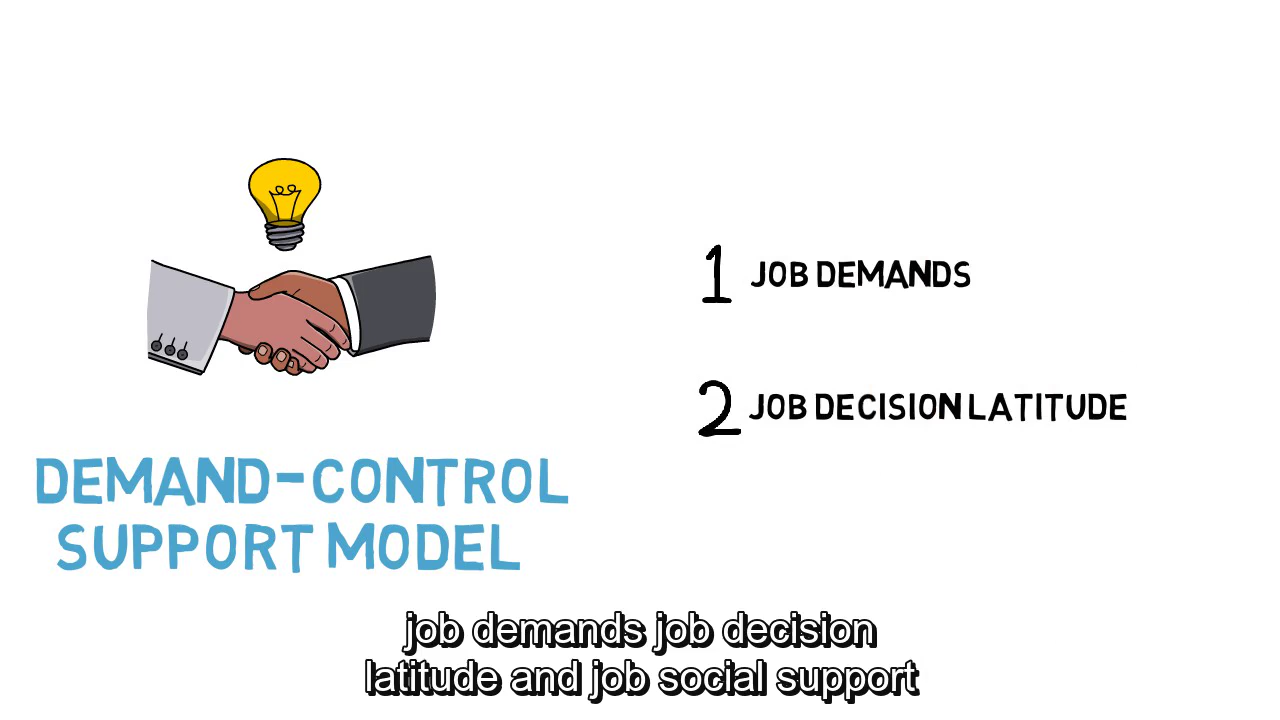 DEMAND-CONTROL
SUPPORT MODEL
1 JOB DEMANDS
2 JOB DECISION LATITUDE
job demands job decision
latitude and job social support